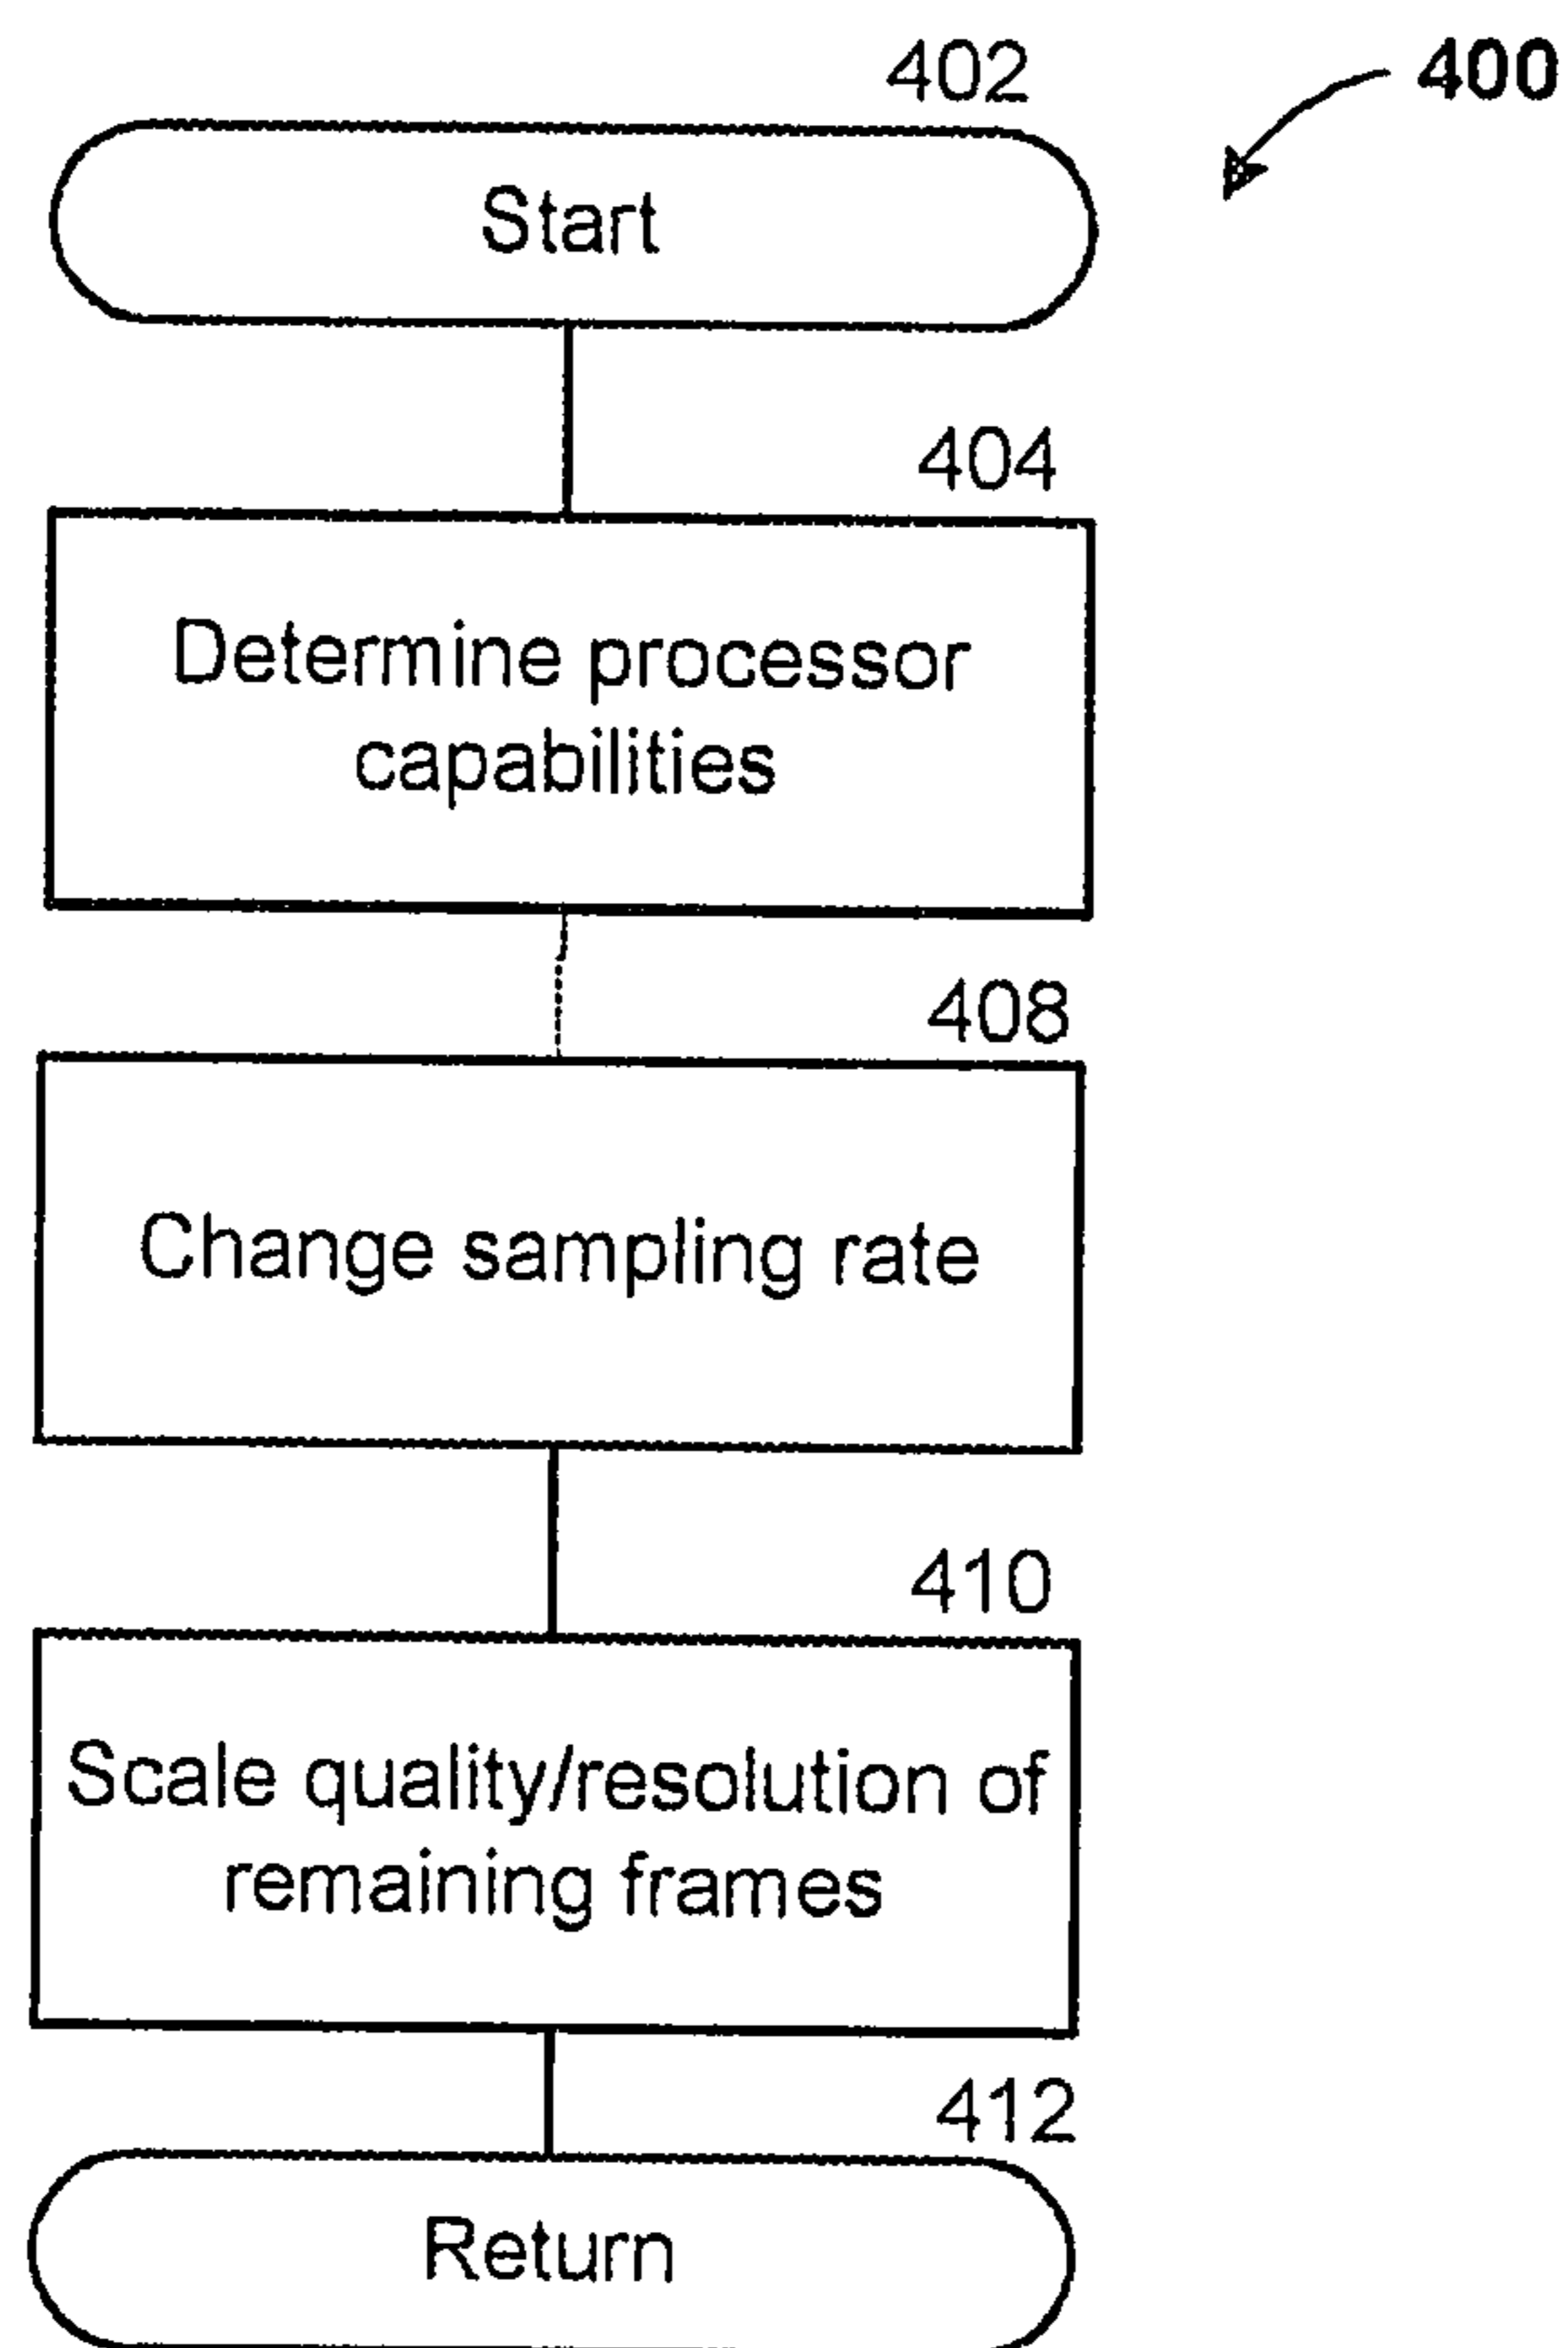 402
400
Start
404
Determine processor
capabilities
408
Change sampling rate
410
Scale quality/resolution of
remaining frames
412
Return